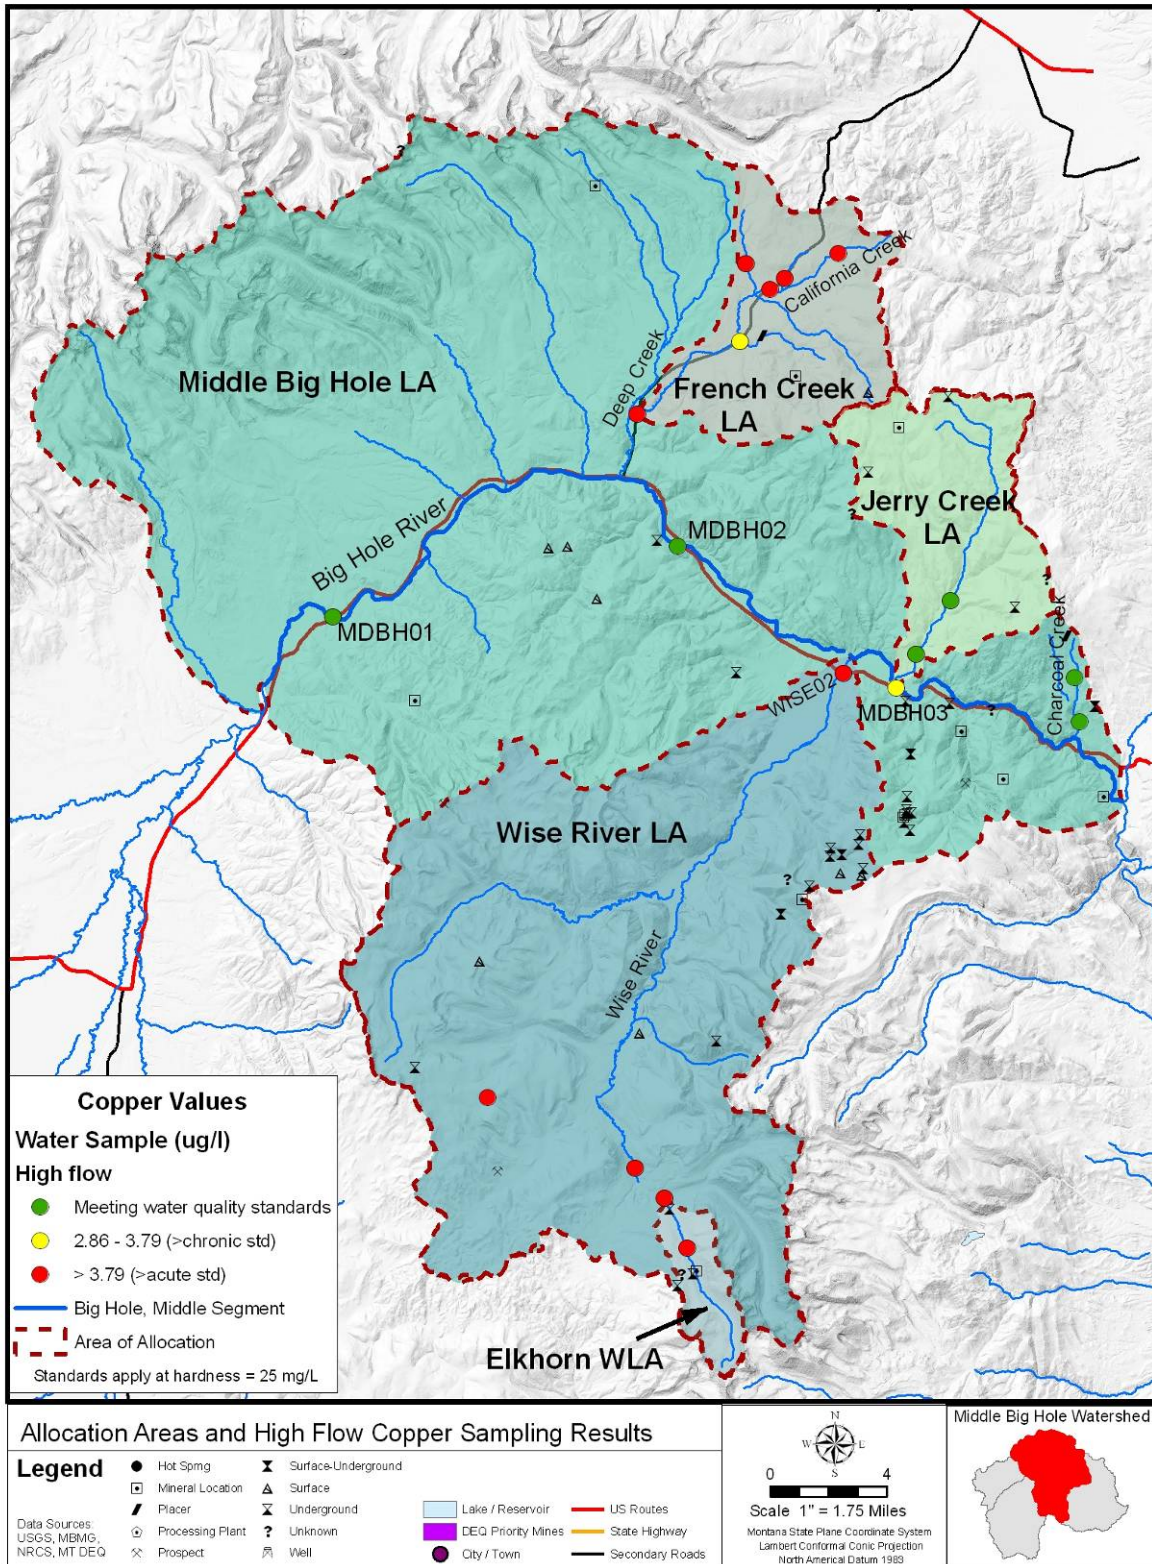 California Creek
Deep Creek
Middle Big Hole LA
French Creek
LA
Jerry Creek
LA
Big Hole River
MDBH02
MDBH01
WISE02
MDBH03
Charcoal Creek
Wise River LA
Wise River
Elkhorn WLA
?
?
?
?
?
?
Copper Values
Water Sample (ug/l)
High flow
Meeting water quality standards
2.86 - 3.79 (>chronic std)
> 3.79 (>acute std)
Big Hole, Middle Segment
Area of Allocation
Standards apply at hardness = 25 mg/L
Allocation Areas and High Flow Copper Sampling Results
Legend
Data Sources:
USGS, MBMG,
NRCS, MT DEQ
Hot Spring
Mineral Location
Placer
Processing Plant
Prospect
Surface-Underground
Surface
Underground
? Unknown
Well
Lake / Reservoir
DEQ Priority Mines
City / Town
US Routes
State Highway
Secondary Roads
N
W E
S
0 4
Scale 1" = 1.75 Miles
Montana State Plane Coordinate System
Lambert Conformal Conic Projection
North Americal Datum 1983
Middle Big Hole Watershed